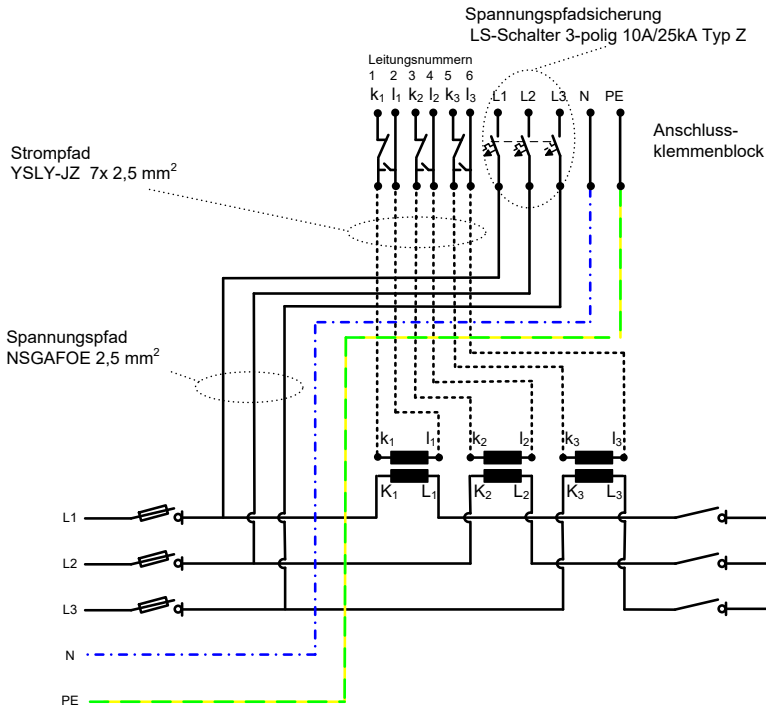 Spannungspfadsicherung
LS-Schalter 3-polig 10A/25kA Typ Z
Leitungsnummern
1 2 3 4 5 6
k₁ l₁ k₂ l₂ k₃ l₃ L1 L2 L3 N PE
Anschluss-
klemmenblock
Strompfad
YSLY-JZ 7x 2,5 mm²
Spannungspfad
NSGAFOE 2,5 mm²
k₁ l₁ k₂ l₂ k₃ l₃
K₁ L₁ K₂ L₂ K₃ L₃
L1
L2
L3
N
PE